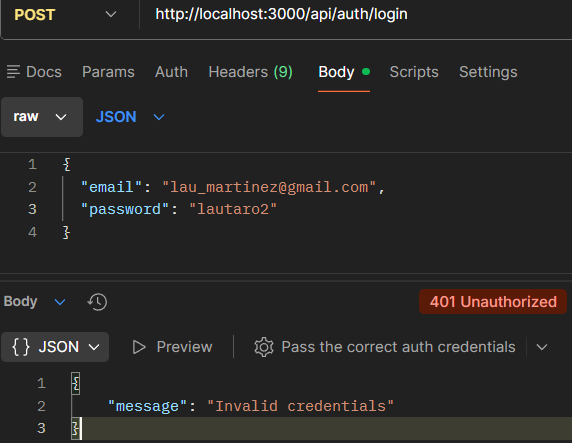 POST http://localhost:3000/api/auth/login
Docs Params Auth Headers (9) Body Scripts Settings
raw JSON
1 {
2 "email": "lau_martinez@gmail.com",
3 "password": "lautaro2"
4 }
Body 401 Unauthorized
{} JSON Preview Pass the correct auth credentials
1 {
2 "message": "Invalid credentials"
3 }